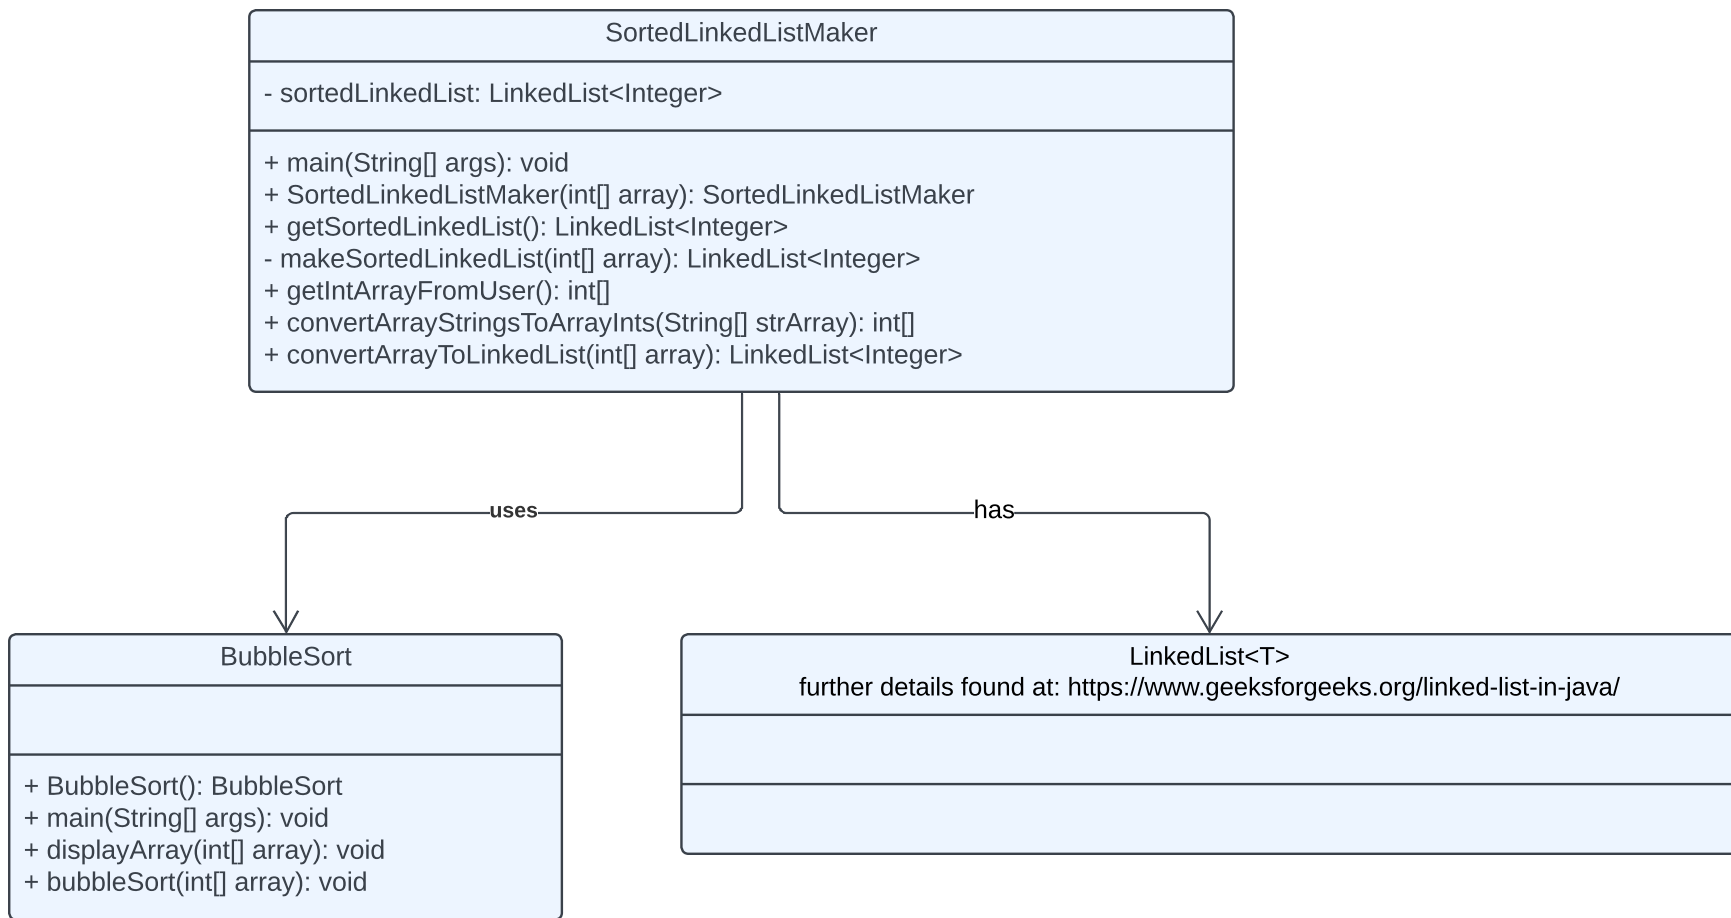 SortedLinkedListMaker
- sortedLinkedList: LinkedList<Integer>
+ main(String[] args): void
+ SortedLinkedListMaker(int[] array): SortedLinkedListMaker
+ getSortedLinkedList(): LinkedList<Integer>
- makeSortedLinkedList(int[] array): LinkedList<Integer>
+ getIntArrayFromUser(): int[]
+ convertArrayStringsToArrayInts(String[] strArray): int[]
+ convertArrayToLinkedList(int[] array): LinkedList<Integer>
uses
has
BubbleSort
+ BubbleSort(): BubbleSort
+ main(String[] args): void
+ displayArray(int[] array): void
+ bubbleSort(int[] array): void
LinkedList<T>
further details found at: https://www.geeksforgeeks.org/linked-list-in-java/